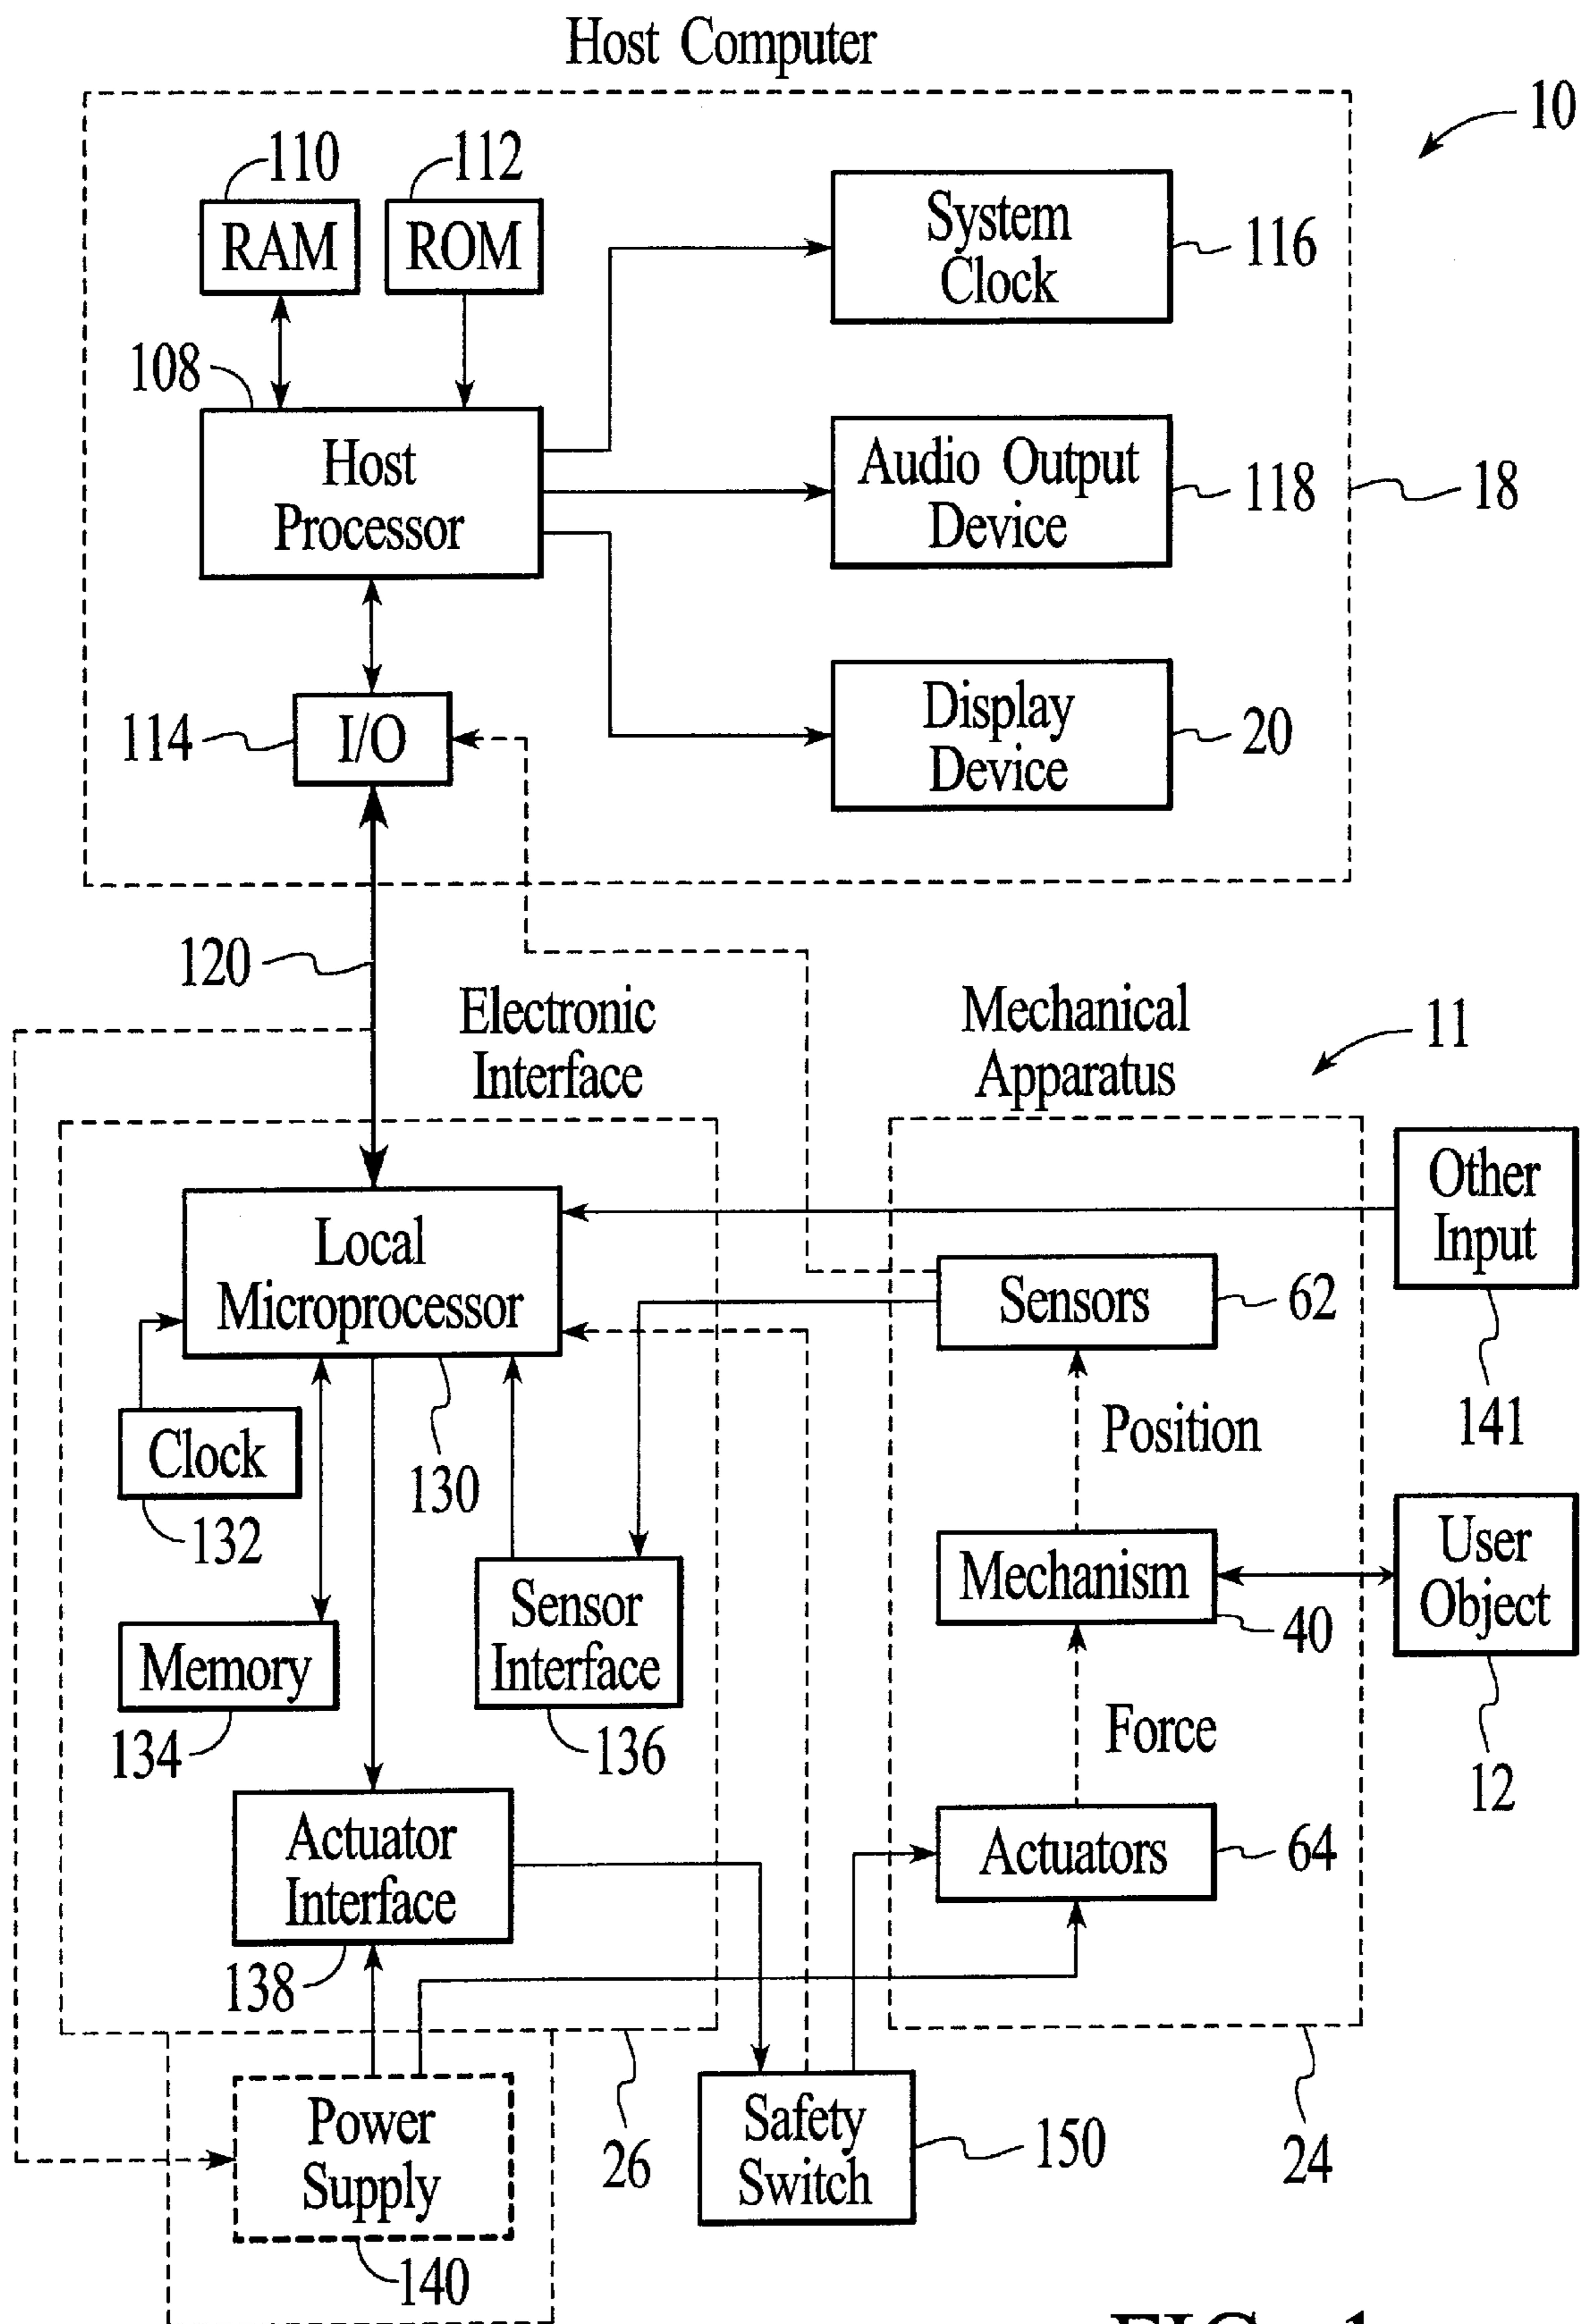 Host Computer
10
110
112
RAM
ROM
System
Clock
116
108
Host
Processor
Audio Output
Device
118
18
114
I/O
Display
Device
20
120
Electronic
Interface
Mechanical
Apparatus
11
Local
Microprocessor
Other
Input
Sensors
62
141
Clock
130
132
Position
Sensor
Interface
Mechanism
40
User
Object
Memory
134
136
Force
12
Actuator
Interface
Actuators
64
138
Power
Supply
26
Safety
Switch
150
24
140